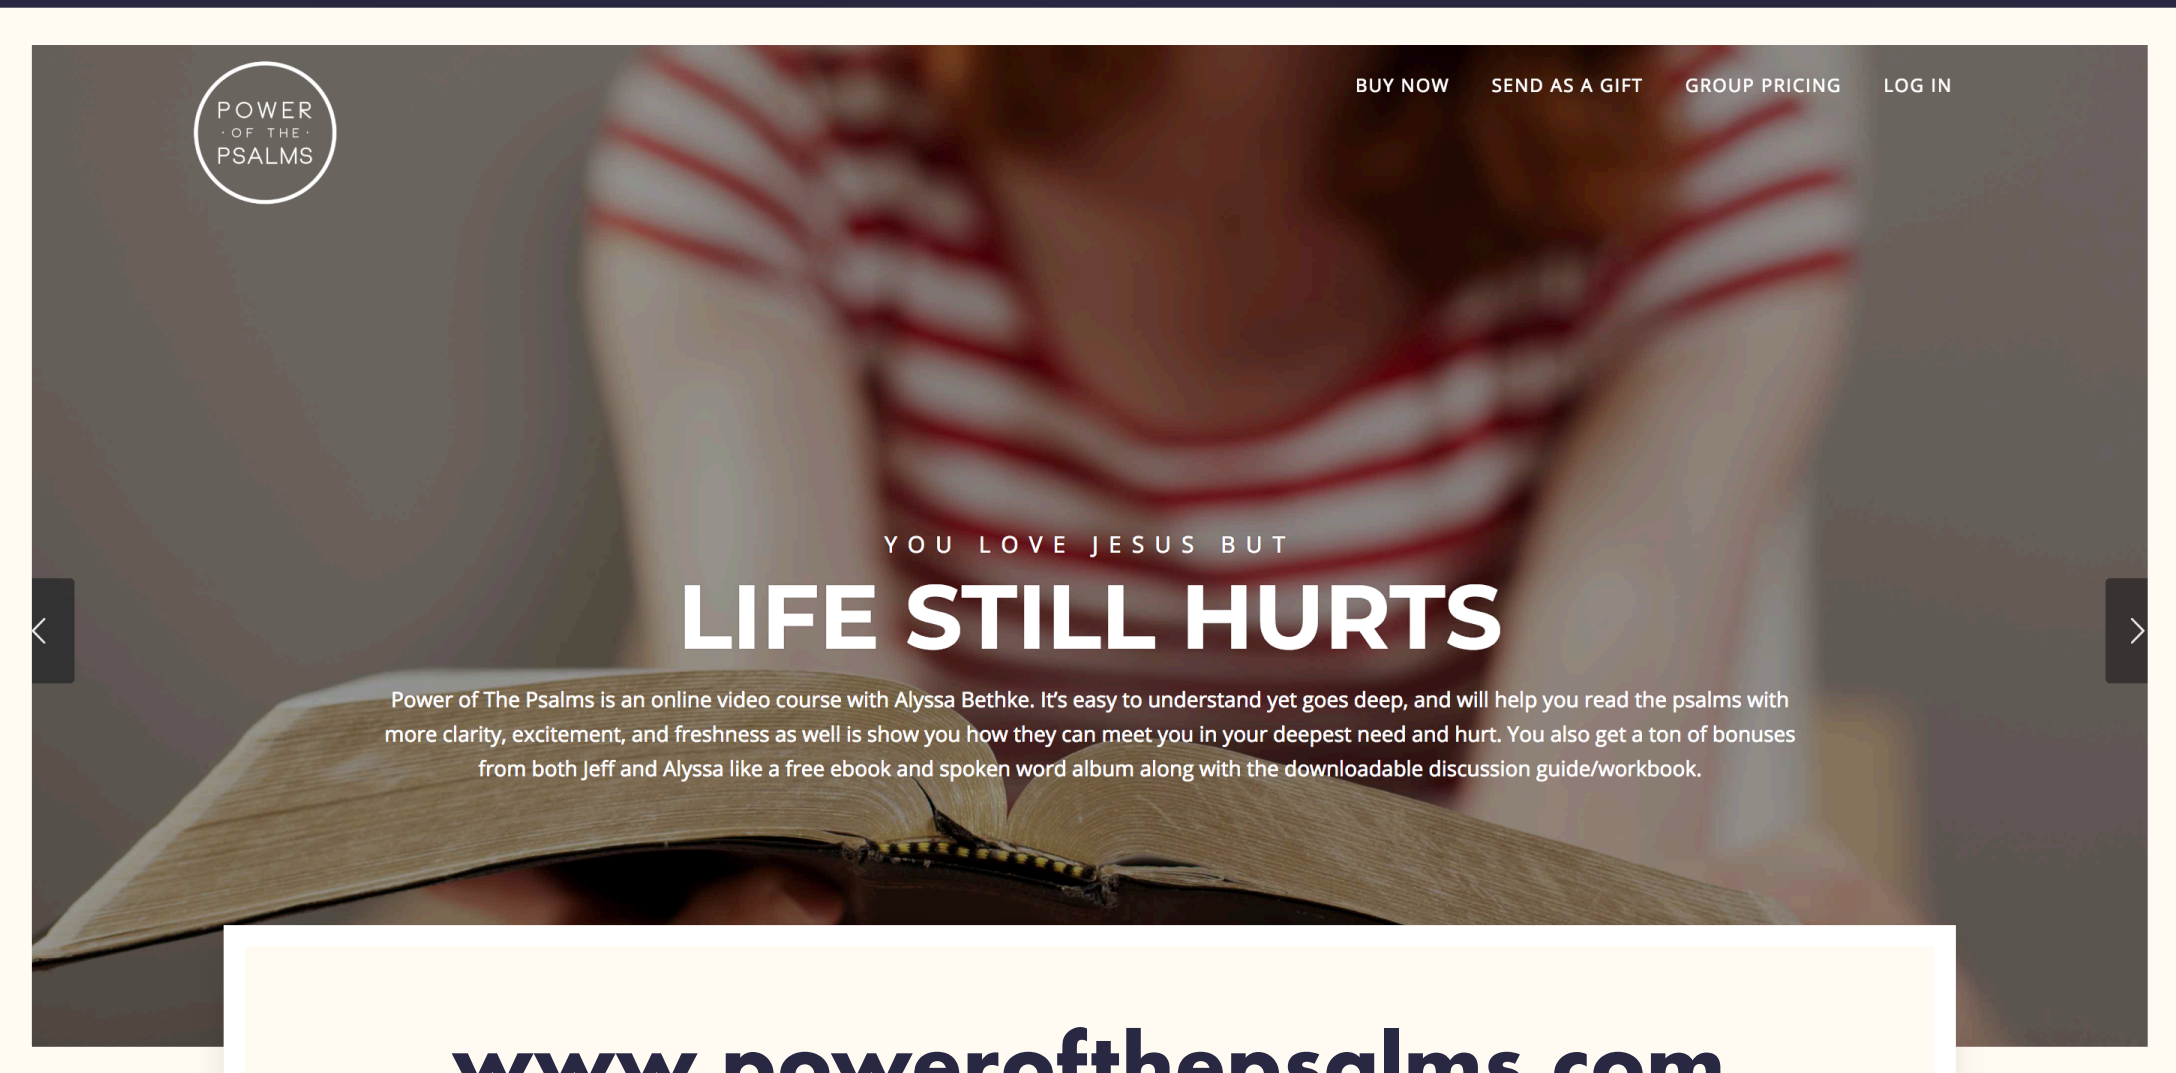 POWER
· OF THE ·
PSALMS
BUY NOW SEND AS A GIFT GROUP PRICING LOG IN
YOU LOVE JESUS BUT
LIFE STILL HURTS
Power of The Psalms is an online video course with Alyssa Bethke. It’s easy to understand yet goes deep, and will help you read the psalms with
more clarity, excitement, and freshness as well is show you how they can meet you in your deepest need and hurt. You also get a ton of bonuses
from both Jeff and Alyssa like a free ebook and spoken word album along with the downloadable discussion guide/workbook.
www.powerofthepsalms.com